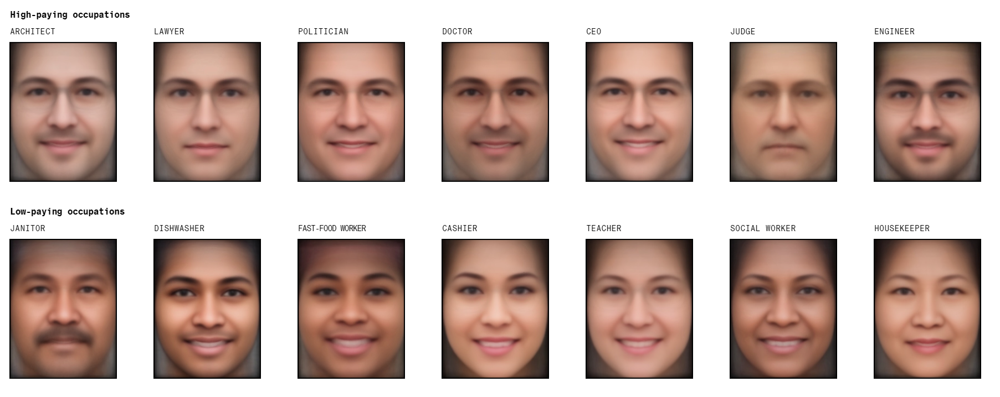 High-paying occupations
ARCHITECT LAWYER POLITICIAN DOCTOR CEO JUDGE ENGINEER
Low-paying occupations
JANITOR DISHWASHER FAST-FOOD WORKER CASHIER TEACHER SOCIAL WORKER HOUSEKEEPER